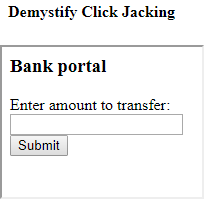 Demystify Click Jacking
Bank portal
Enter amount to transfer:
Submit